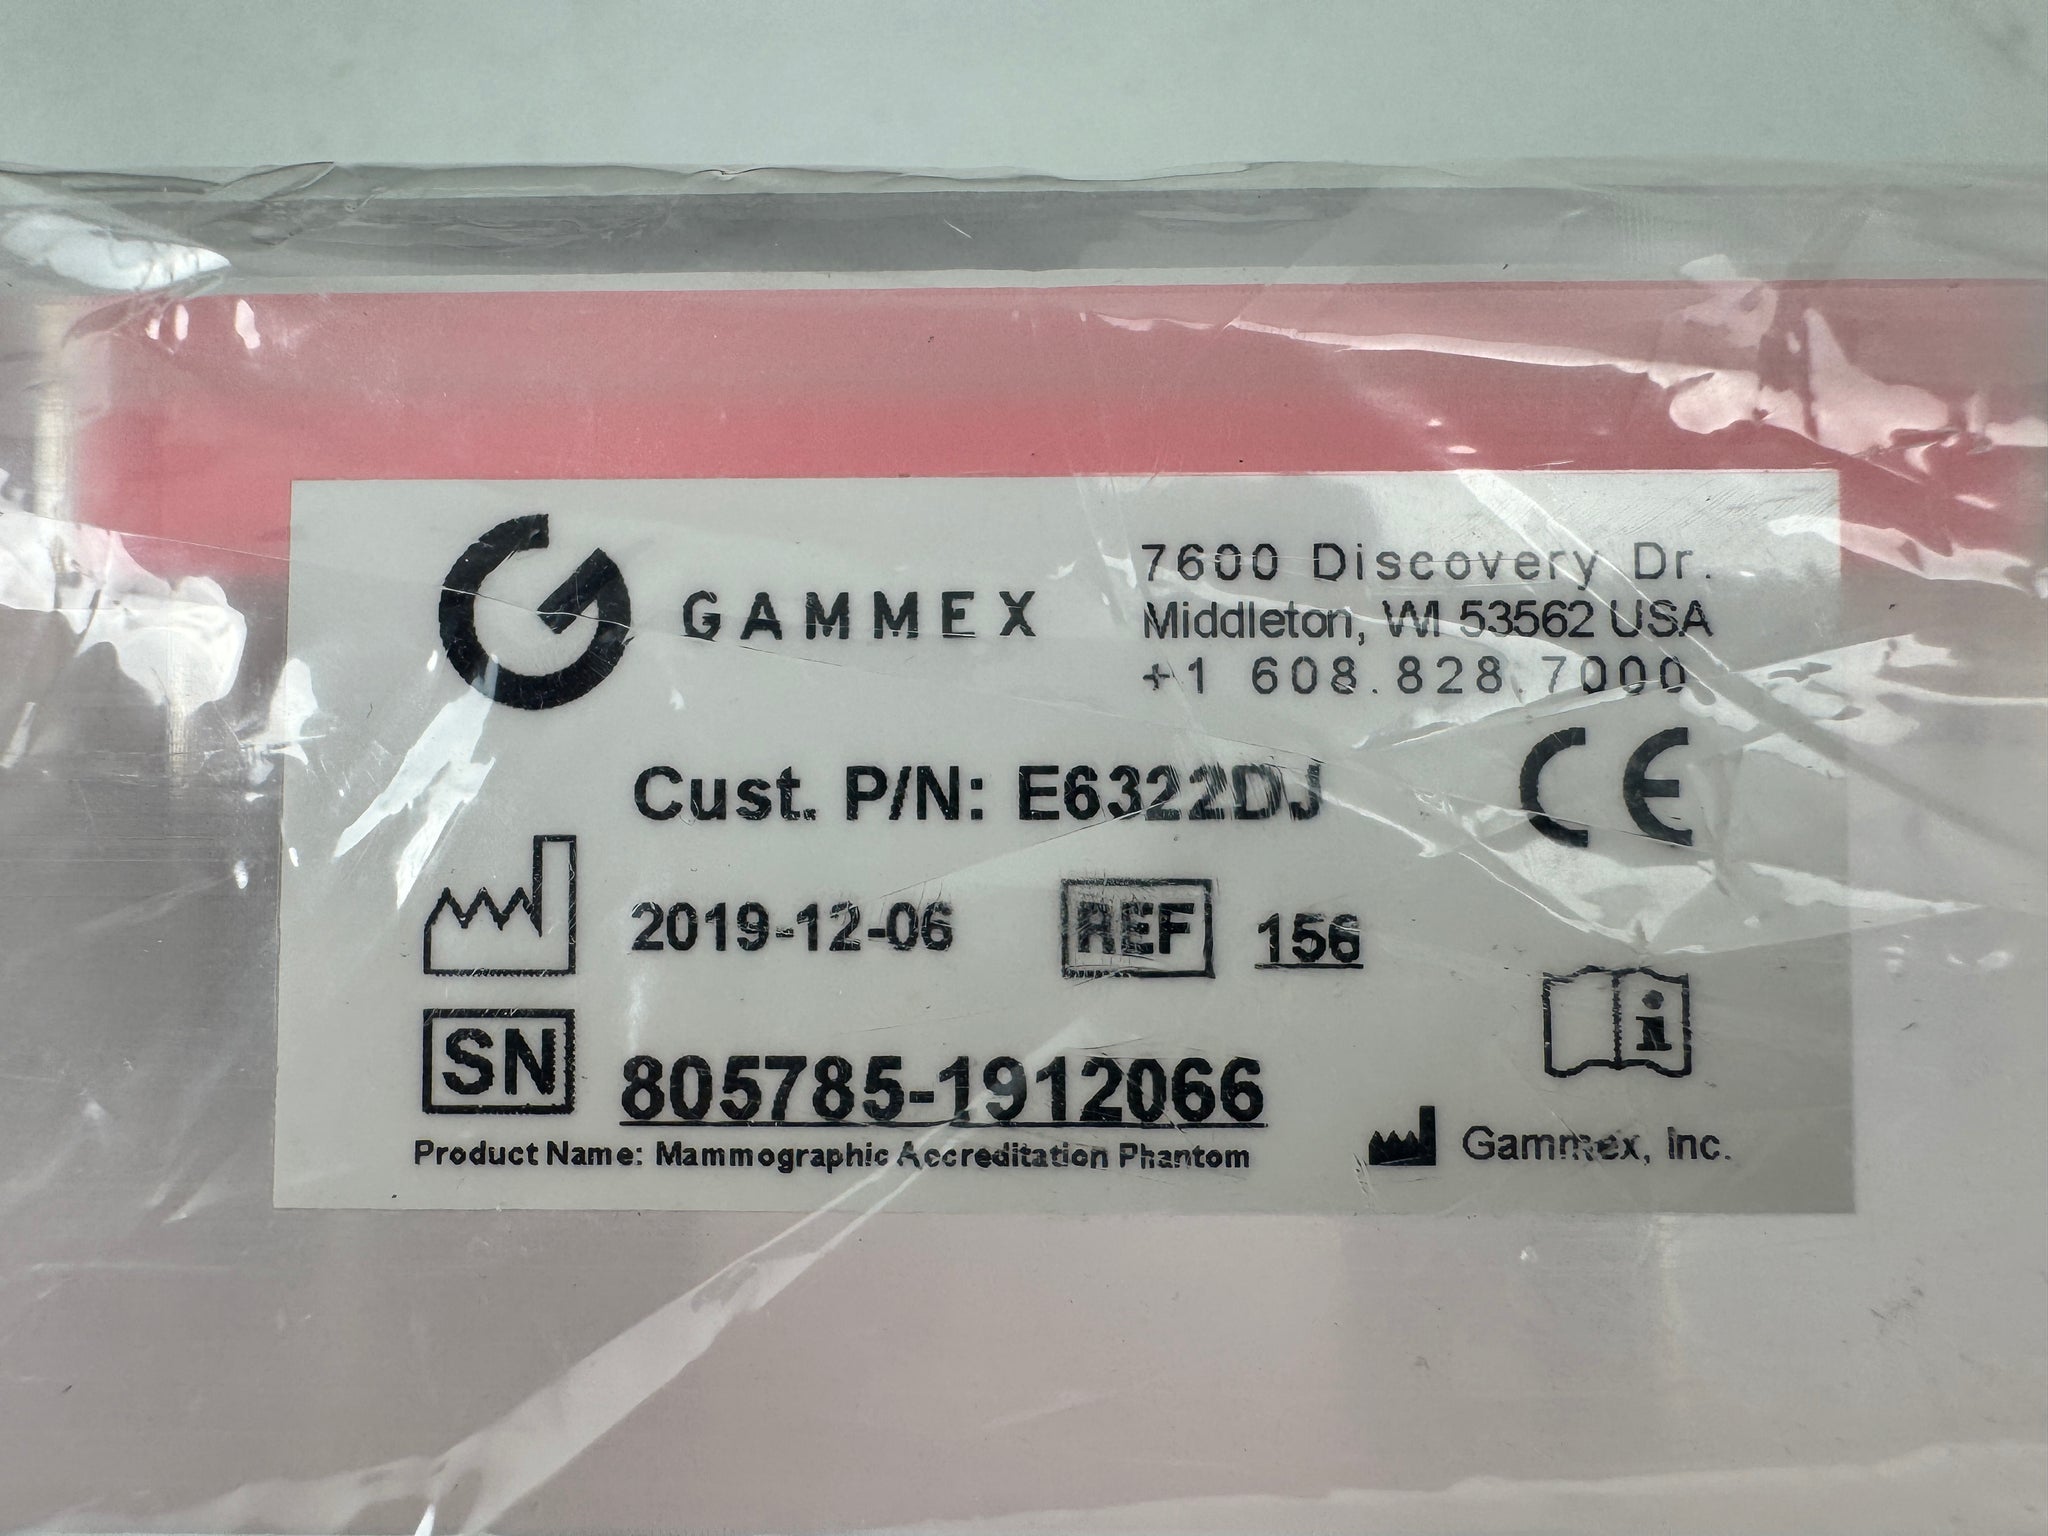 GAMMEX
7600 Discovery Dr.
Middleton, WI 53562 USA
+1 608.828.7000
Cust. P/N: E6322DJ
CE
2019-12-06
REF 156
SN 805785-1912066
Product Name: Mammographic Accreditation Phantom
i
Gammex, Inc.